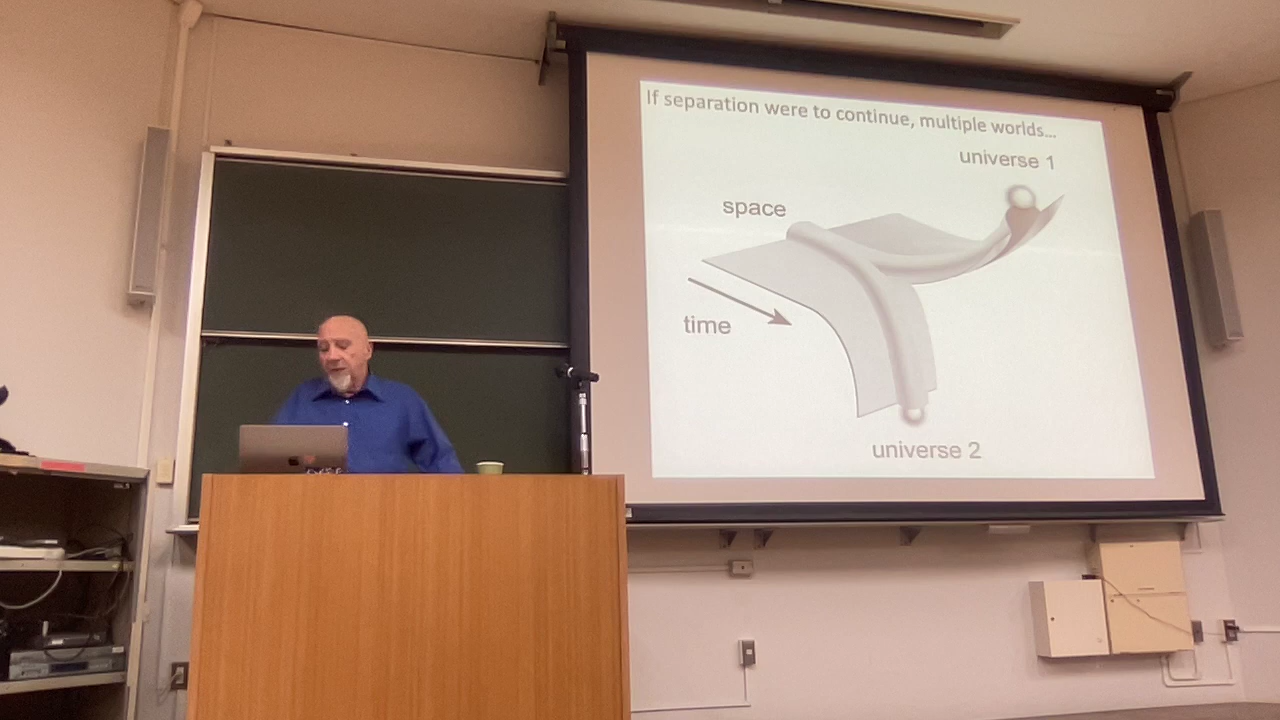 If separation were to continue, multiple worlds...
universe 1
space
time
universe 2